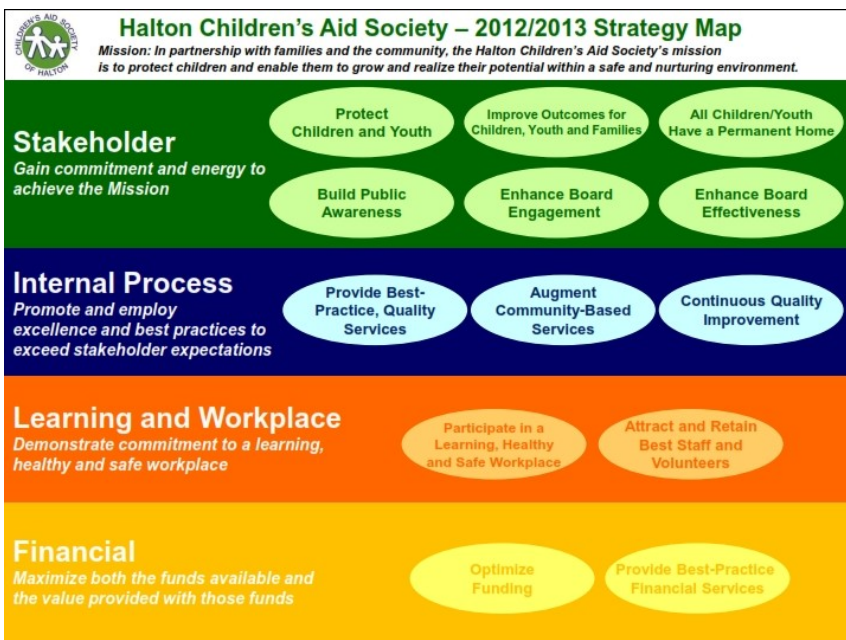 CHILDREN'S AID SOCIETY
OF HALTON
Halton Children's Aid Society – 2012/2013 Strategy Map
Mission: In partnership with families and the community, the Halton Children's Aid Society's mission
is to protect children and enable them to grow and realize their potential within a safe and nurturing environment.
Stakeholder
Gain commitment and energy to
achieve the Mission
Protect
Children and Youth
Improve Outcomes for
Children, Youth and Families
All Children/Youth
Have a Permanent Home
Build Public
Awareness
Enhance Board
Engagement
Enhance Board
Effectiveness
Internal Process
Promote and employ
excellence and best practices to
exceed stakeholder expectations
Provide Best-
Practice, Quality
Services
Augment
Community-Based
Services
Continuous Quality
Improvement
Learning and Workplace
Demonstrate commitment to a learning,
healthy and safe workplace
Participate in a
Learning, Healthy
and Safe Workplace
Attract and Retain
Best Staff and
Volunteers
Financial
Maximize both the funds available and
the value provided with those funds
Optimize
Funding
Provide Best-Practice
Financial Services